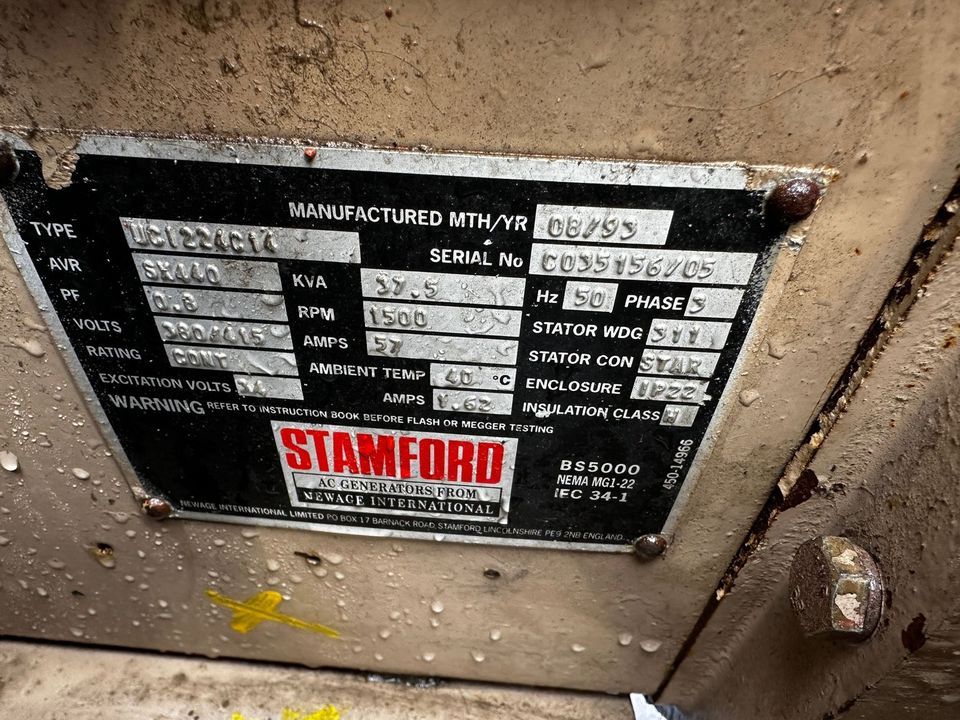 MANUFACTURED MTH/YR 08/93
TYPE UCI224C14 SERIAL No C035156/05
AVR SX440 KVA 37.5 Hz 50 PHASE 3
PF 0.8 RPM 1500 STATOR WDG 311
VOLTS 380/415 AMPS 57 STATOR CON STAR
RATING CONT AMBIENT TEMP 40 °C ENCLOSURE IP22
EXCITATION VOLTS 34 AMPS 1.62 INSULATION CLASS H
WARNING REFER TO INSTRUCTION BOOK BEFORE FLASH OR MEGGER TESTING
STAMFORD
AC GENERATORS FROM
NEWAGE INTERNATIONAL
BS5000
NEMA MG1-22
IEC 34-1
450-14966
NEWAGE INTERNATIONAL LIMITED PO BOX 17 BARNACK ROAD, STAMFORD LINCOLNSHIRE PE9 2NB ENGLAND